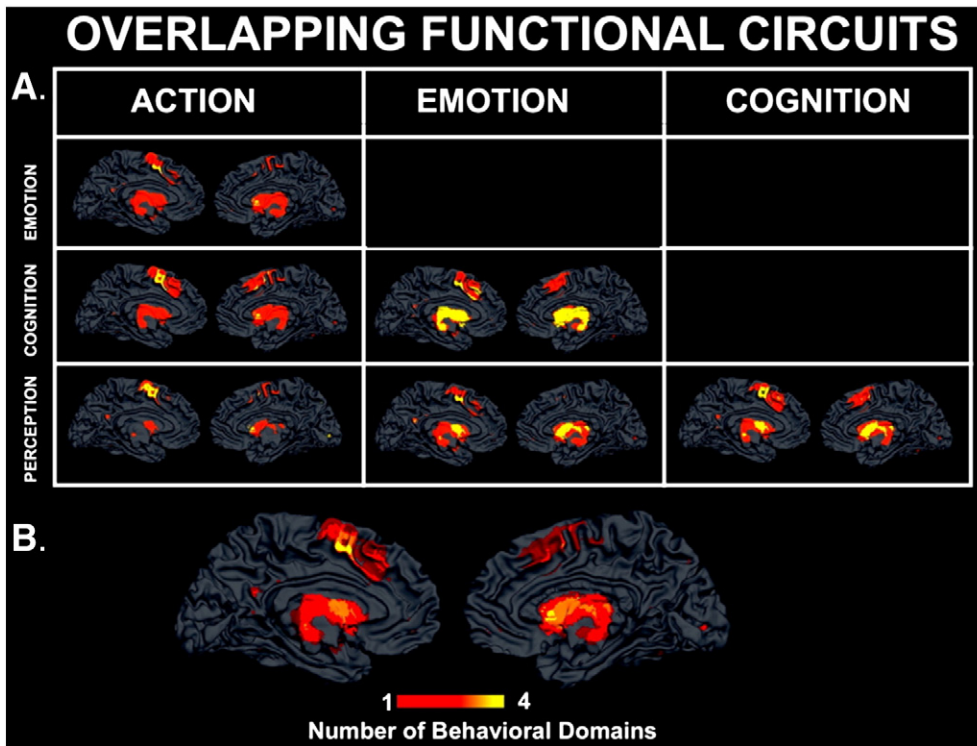 OVERLAPPING FUNCTIONAL CIRCUITS
A.
ACTION EMOTION COGNITION
EMOTION
COGNITION
PERCEPTION
B.
1 4
Number of Behavioral Domains